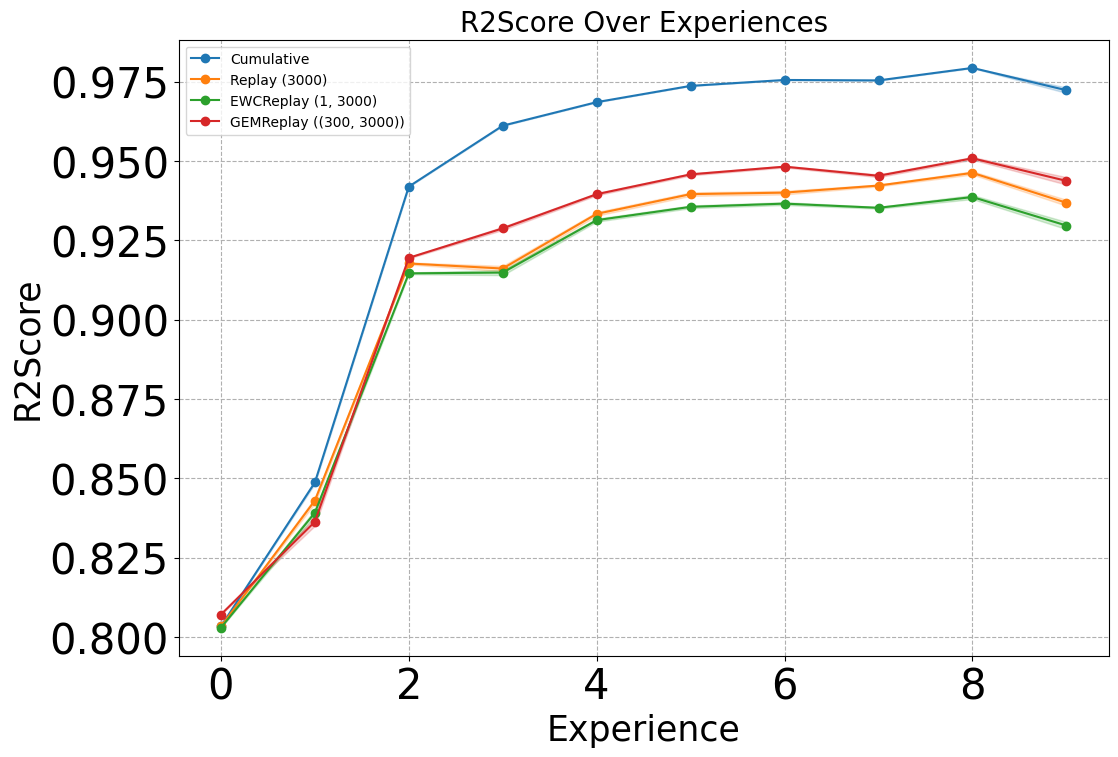 R2Score Over Experiences
Cumulative
Replay (3000)
EWCReplay (1, 3000)
GEMReplay ((300, 3000))
0.975
0.950
0.925
0.900
0.875
0.850
0.825
0.800
R2Score
0 2 4 6 8
Experience